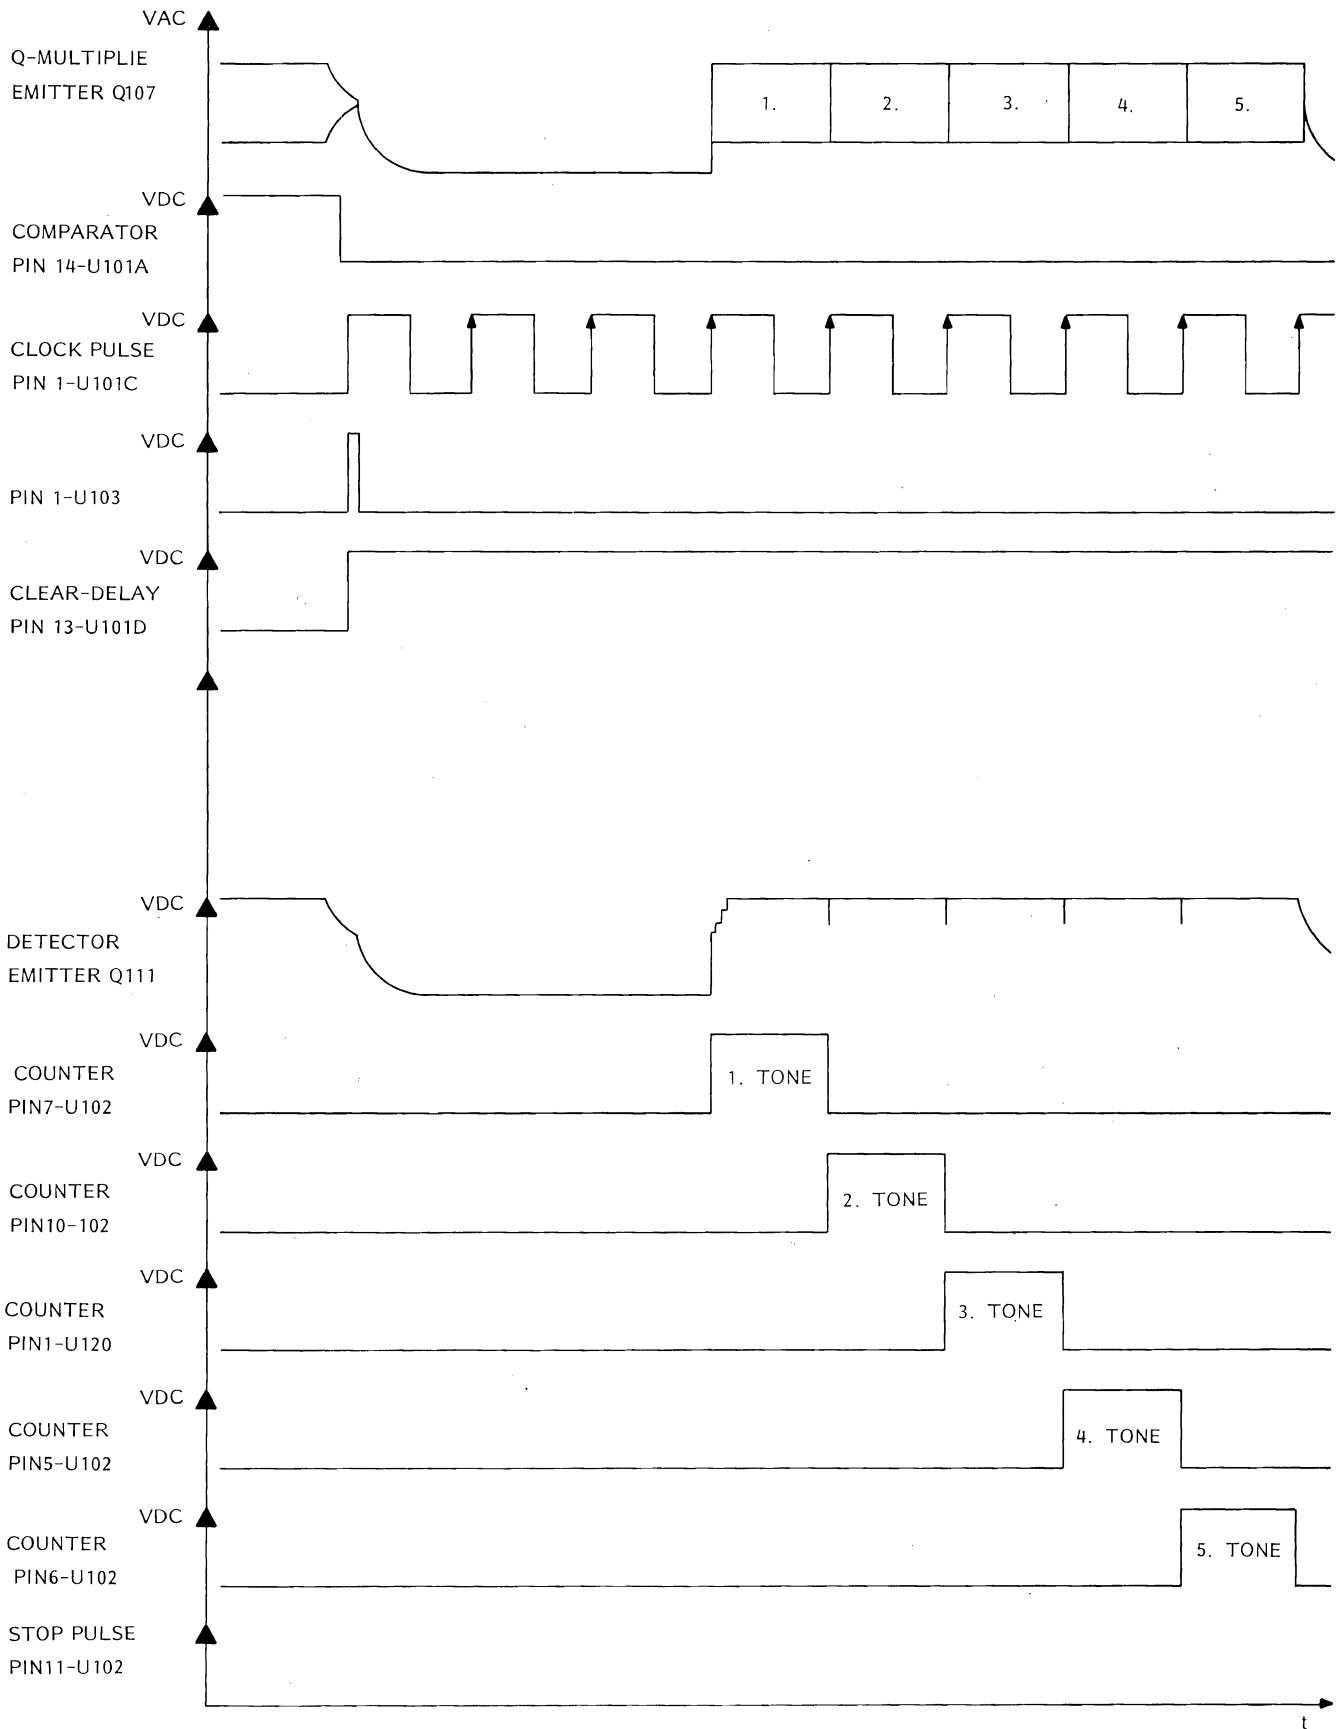 VAC
Q-MULTIPLIE
EMITTER Q107
1. 2. 3. 4. 5.
VDC
COMPARATOR
PIN 14-U101A
VDC
CLOCK PULSE
PIN 1-U101C
VDC
PIN 1-U103
VDC
CLEAR-DELAY
PIN 13-U101D
VDC
DETECTOR
EMITTER Q111
VDC
COUNTER
PIN7-U102
1. TONE
VDC
COUNTER
PIN10-102
2. TONE
VDC
COUNTER
PIN1-U120
3. TONE
VDC
COUNTER
PIN5-U102
4. TONE
VDC
COUNTER
PIN6-U102
5. TONE
STOP PULSE
PIN11-U102
t